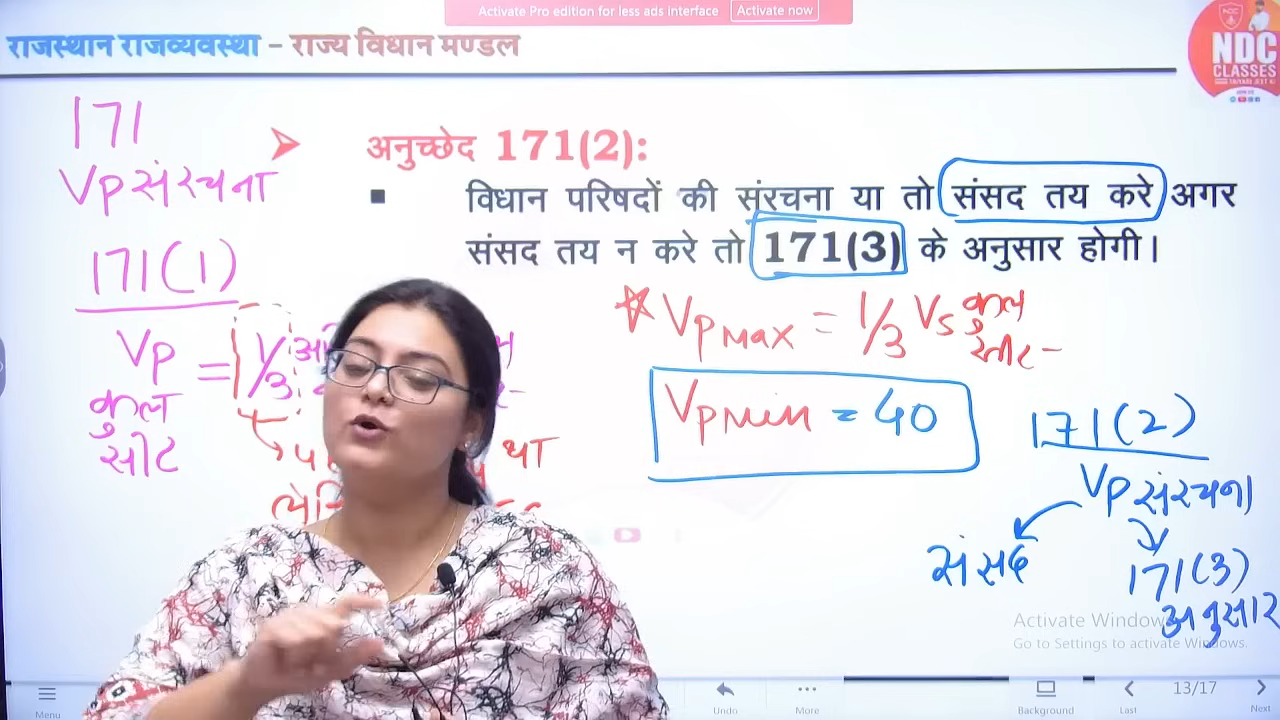 Activate Pro edition for less ads interface Activate now
राजस्थान राजव्यवस्था – राज्य विधान मण्डल
NDC
CLASSES
171
Vp संरचना
अनुच्छेद 171(2):
विधान परिषदों की संरचना या तो संसद तय करे अगर
संसद तय न करे तो 171(3) के अनुसार होगी।
171(1)
Vp = 1/3
कुल
सीट
Vp Max = 1/3 Vs कुल
सीट
Vp Min = 40
था
171(2)
Vp संरचना
संसद
171(3)
अनुसार
Activate Windows
Go to Settings to activate Windows.
Menu
Undo
More
Background
Last
13/17
Next